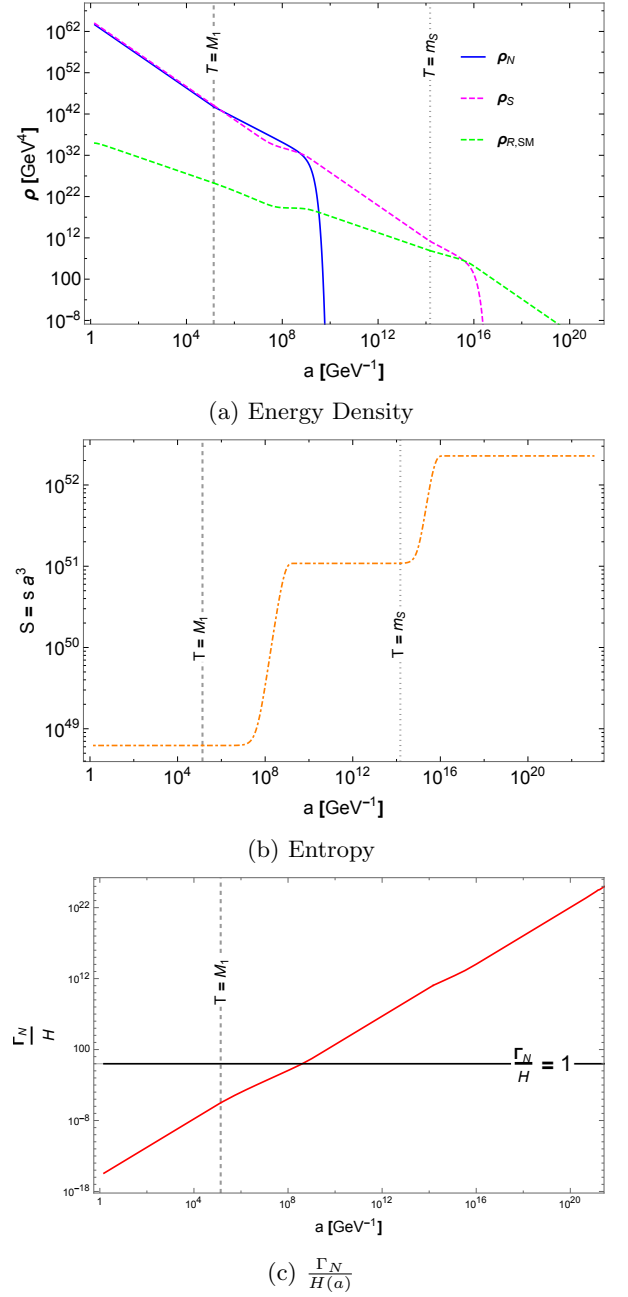 10^62
10^52
10^42
10^32
10^22
10^12
100
10^-8
ρ [GeV^4]
T = M_1
T = m_S
ρ_N
ρ_S
ρ_R,SM
1
10^4
10^8
10^12
10^16
10^20
a [GeV^-1]
(a) Energy Density
10^52
10^51
10^50
10^49
S = s a^3
T = M_1
T = m_S
1
10^4
10^8
10^12
10^16
10^20
a [GeV^-1]
(b) Entropy
10^22
10^12
100
10^-8
10^-18
Γ_N
H
T = M_1
Γ_N
H
= 1
1
10^4
10^8
10^12
10^16
10^20
a [GeV^-1]
(c) Γ_N
H(a)